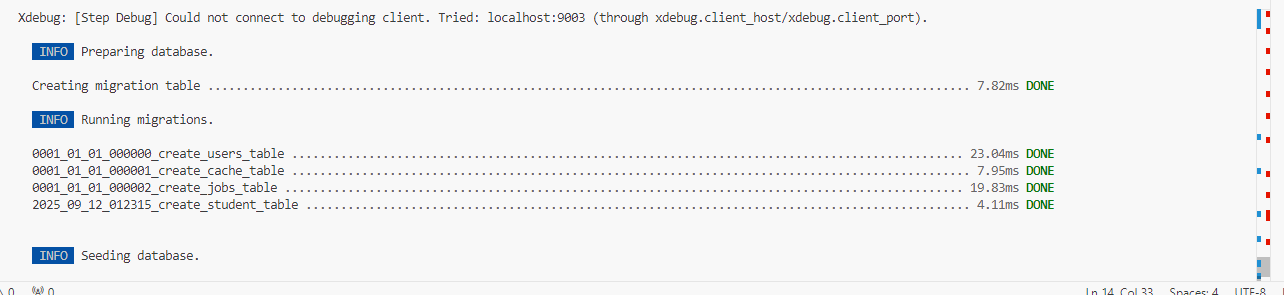 Xdebug: [Step Debug] Could not connect to debugging client. Tried: localhost:9003 (through xdebug.client_host/xdebug.client_port).
INFO Preparing database.
Creating migration table ............................................................................................................. 7.82ms DONE
INFO Running migrations.
0001_01_01_000000_create_users_table ................................................................................................ 23.04ms DONE
0001_01_01_000001_create_cache_table .................................................................................................. 7.95ms DONE
0001_01_01_000002_create_jobs_table ................................................................................................. 19.83ms DONE
2025_09_12_012315_create_student_table ............................................................................................... 4.11ms DONE
INFO Seeding database.
0 0 Ln 14, Col 33 Spaces: 4 UTF-8